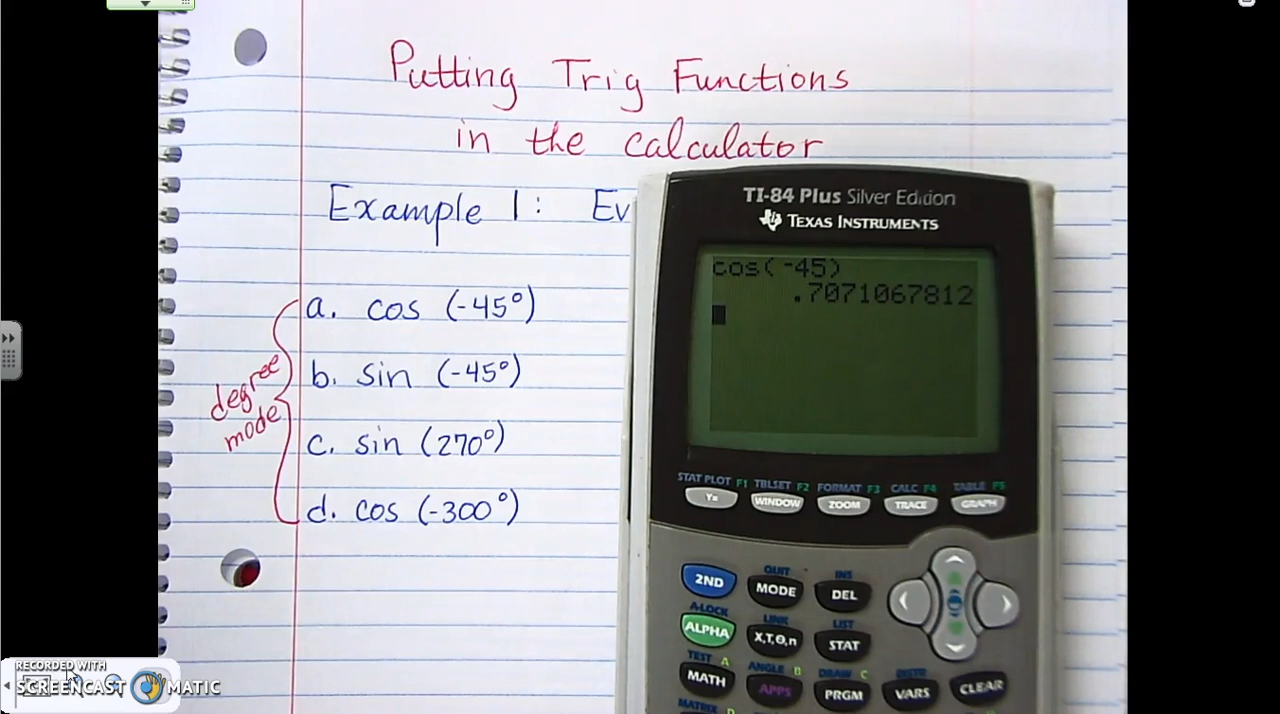 Putting Trig Functions
in the calculator
Example 1: Ev
TI-84 Plus Silver Edition
TEXAS INSTRUMENTS
cos(-45)
.7071067812
a. cos (-45°)
b. sin (-45°)
c. sin (270°)
d. cos (-300°)
degree
mode
STAT PLOT F1 TBLSET F2 FORMAT F3 CALC F4 TABLE F5
Y= WINDOW ZOOM TRACE GRAPH
QUIT INS
2ND MODE DEL
A-LOCK LINK LIST
ALPHA X,T,θ,n STAT
TEST A ANGLE B DRAW C DISTR
MATH APPS PRGM VARS CLEAR
MATRIX D
RECORDED WITH
SCREENCAST MATIC